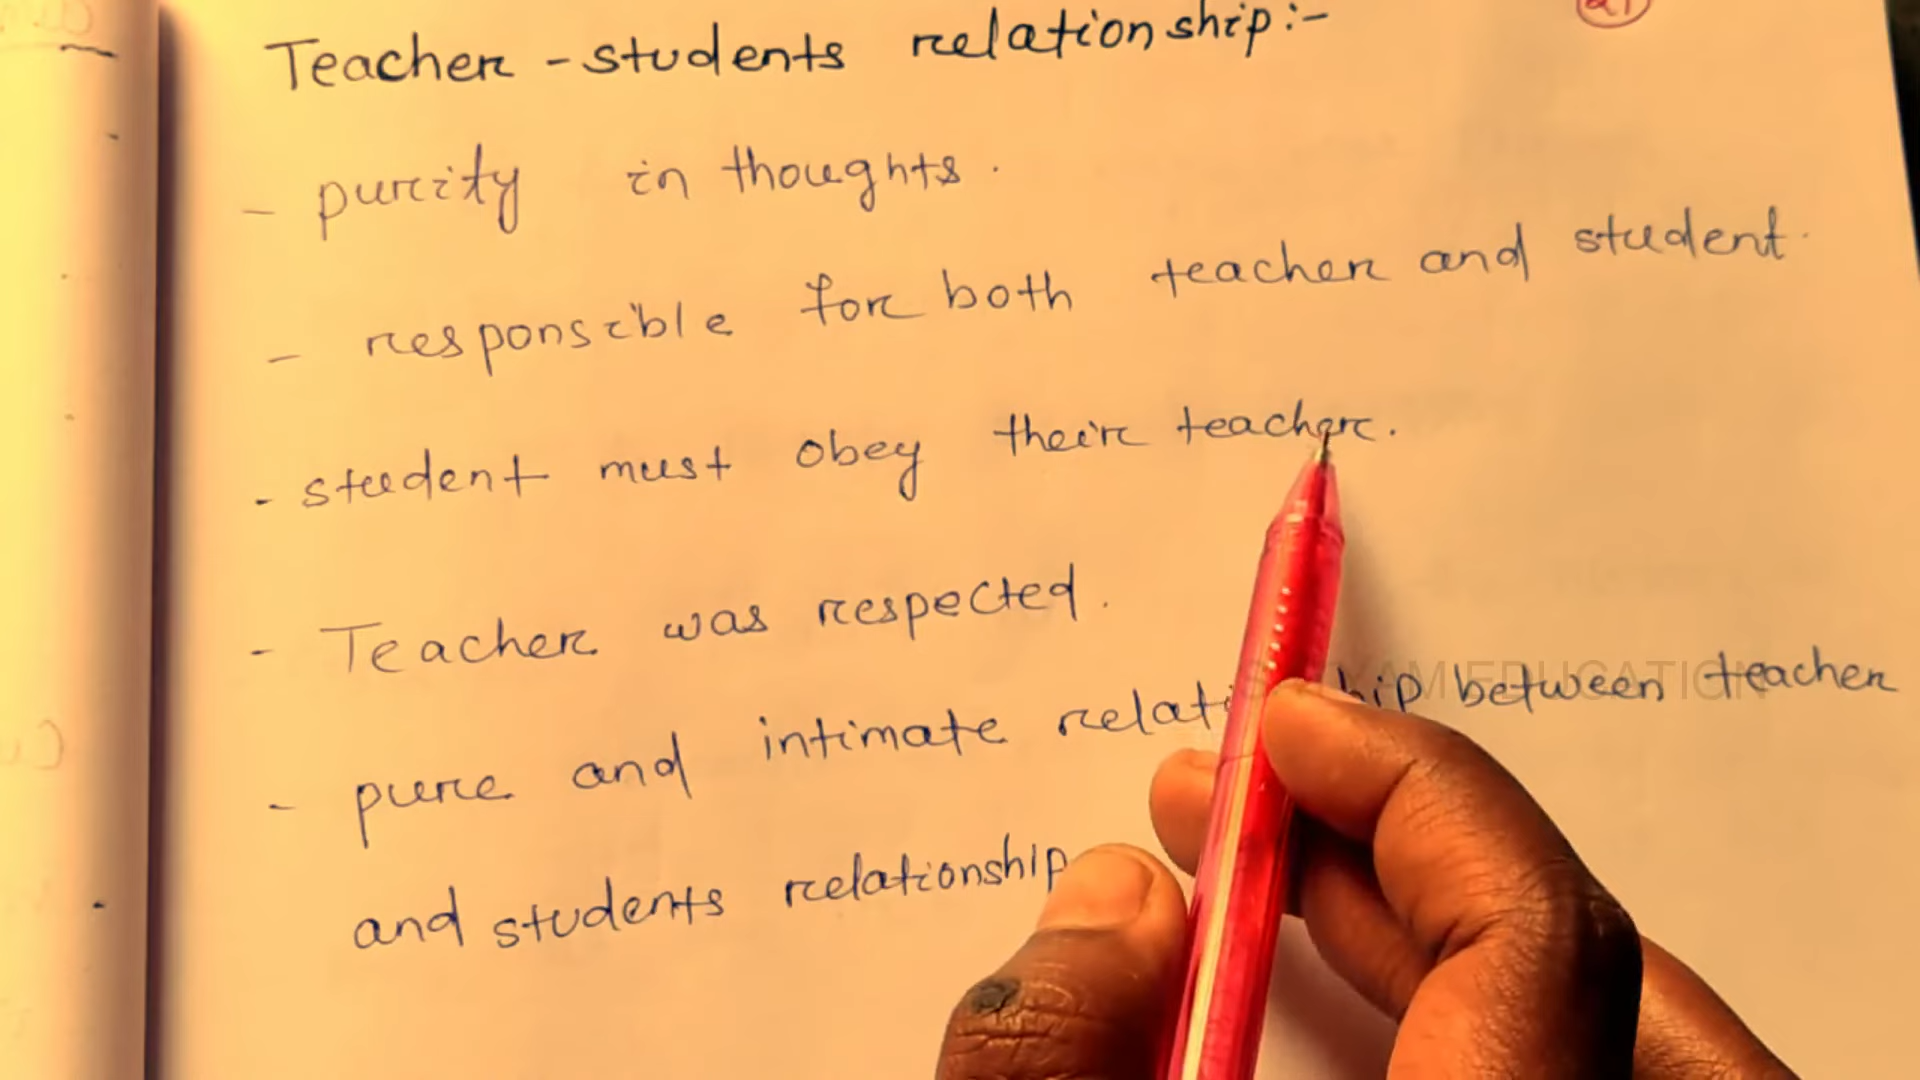 Teacher - students relationship:-
- purity in thoughts.
- responsible for both teacher and student.
- student must obey their teacher.
- Teacher was respected.
- pure and intimate relationship between teacher
and students relationship